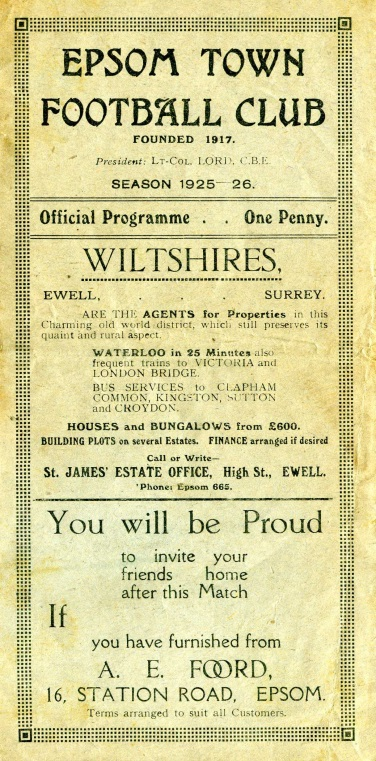 EPSOM TOWN
FOOTBALL CLUB
FOUNDED 1917.
President: LT-COL. LORD, C.B.E.
SEASON 1925-26.
Official Programme . . One Penny.
WILTSHIRES,
EWELL, . . . SURREY.
ARE THE AGENTS for Properties in this
Charming old world district, which still preserves its
quaint and rural aspect.
WATERLOO in 25 Minutes also
frequent trains to VICTORIA and
LONDON BRIDGE.
BUS SERVICES to CLAPHAM
COMMON, KINGSTON, SUTTON
and CROYDON.
HOUSES and BUNGALOWS from £600.
BUILDING PLOTS on several Estates. FINANCE arranged if desired
Call or Write—
St. JAMES' ESTATE OFFICE, High St., EWELL.
'Phone: Epsom 665.
You will be Proud
to invite your
friends home
after this Match
If
you have furnished from
A. E. FOORD,
16, STATION ROAD, EPSOM.
Terms arranged to suit all Customers.